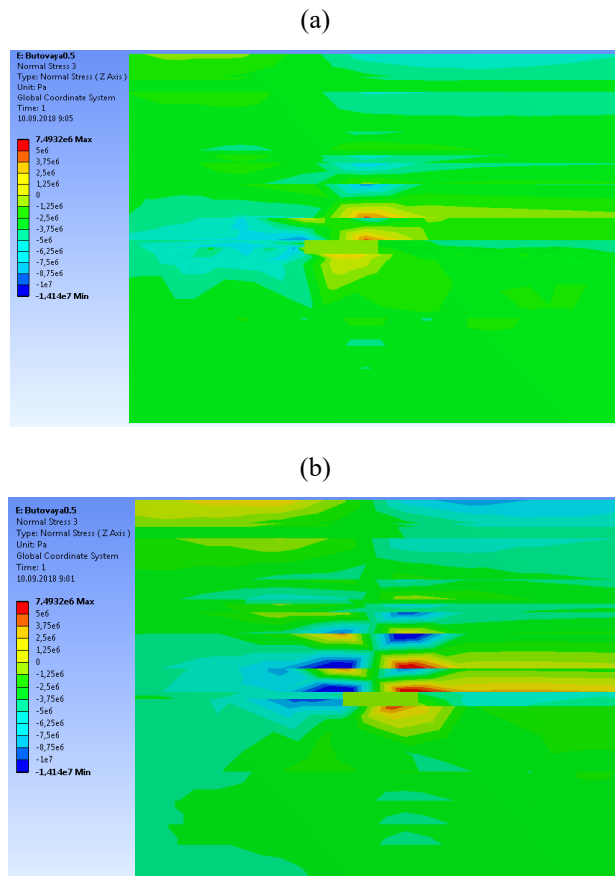 (a)
E: Butovaya0.5
Normal Stress 3
Type: Normal Stress ( Z Axis )
Unit: Pa
Global Coordinate System
Time: 1
10.09.2018 9:05
7,4932e6 Max
5e6
3,75e6
2,5e6
1,25e6
0
-1,25e6
-2,5e6
-3,75e6
-5e6
-6,25e6
-7,5e6
-8,75e6
-1e7
-1,414e7 Min
(b)
E: Butovaya0.5
Normal Stress 3
Type: Normal Stress ( Z Axis )
Unit: Pa
Global Coordinate System
Time: 1
10.09.2018 9:01
7,4932e6 Max
5e6
3,75e6
2,5e6
1,25e6
0
-1,25e6
-2,5e6
-3,75e6
-5e6
-6,25e6
-7,5e6
-8,75e6
-1e7
-1,414e7 Min